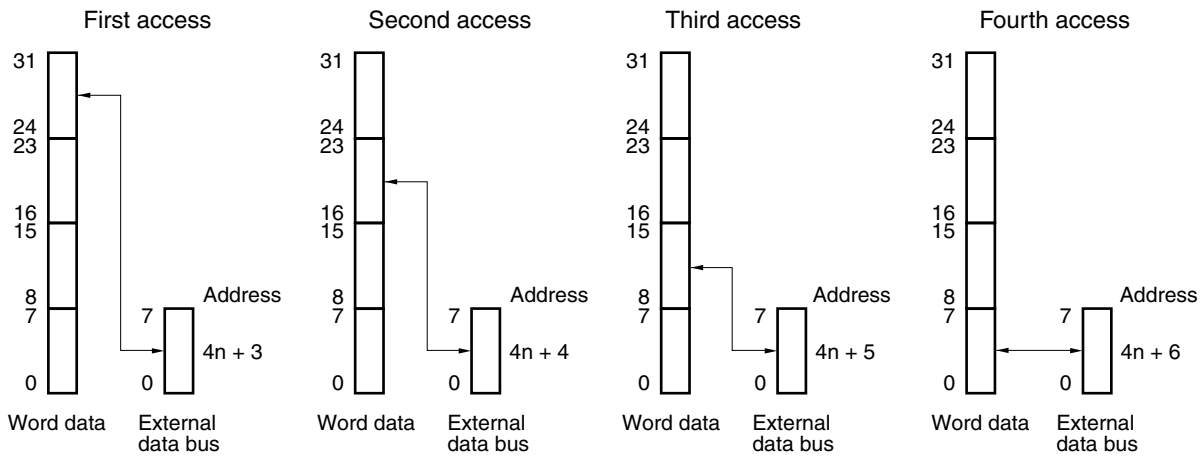 First access
31
24
23
16
15
8
7
0
Address
7
4n + 3
0
Word data
External
data bus
Second access
31
24
23
16
15
8
7
0
Address
7
4n + 4
0
Word data
External
data bus
Third access
31
24
23
16
15
8
7
0
Address
7
4n + 5
0
Word data
External
data bus
Fourth access
31
24
23
16
15
8
7
0
Address
7
4n + 6
0
Word data
External
data bus